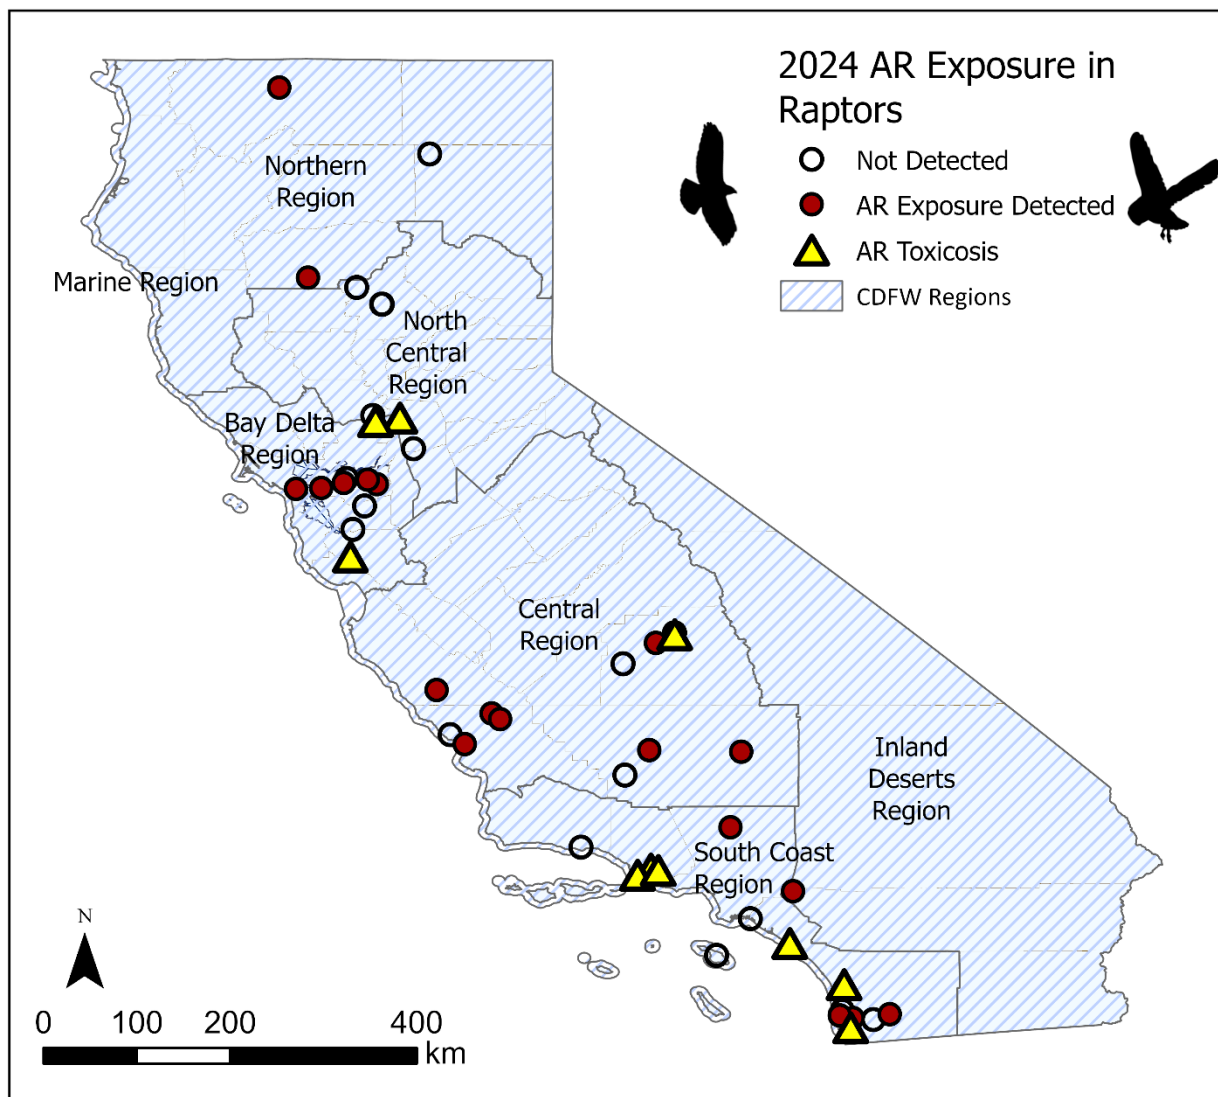 2024 AR Exposure in
Raptors
Not Detected
AR Exposure Detected
AR Toxicosis
CDFW Regions
Northern
Region
Marine Region
North
Central
Region
Bay Delta
Region
Central
Region
Inland
Deserts
Region
South Coast
Region
N
0 100 200 400
km